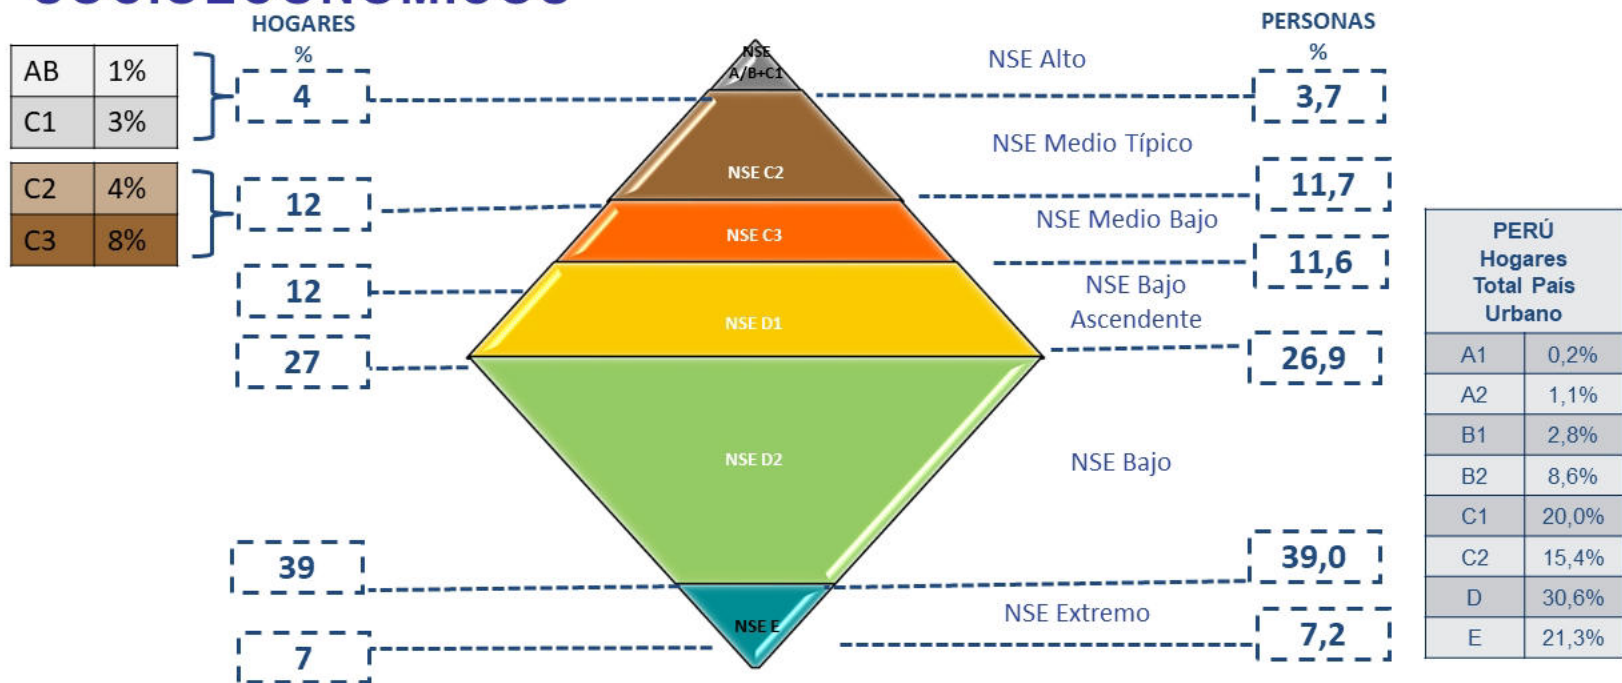 SOCIOECONÓMICOS
HOGARES
%
AB 1%
C1 3%
C2 4%
C3 8%
4
12
12
27
39
7
NSE
A/B+C1
NSE C2
NSE C3
NSE D1
NSE D2
NSE E
NSE Alto
NSE Medio Típico
NSE Medio Bajo
NSE Bajo
Ascendente
NSE Bajo
NSE Extremo
PERSONAS
%
3,7
11,7
11,6
26,9
39,0
7,2
PERÚ
Hogares
Total País
Urbano
A1 0,2%
A2 1,1%
B1 2,8%
B2 8,6%
C1 20,0%
C2 15,4%
D 30,6%
E 21,3%